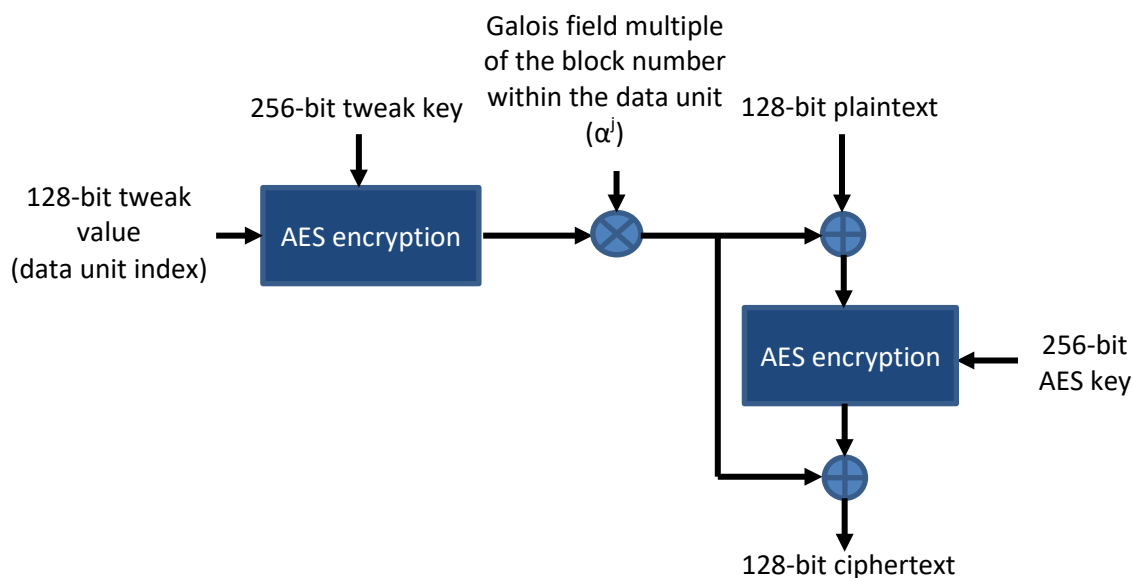 Galois field multiple
of the block number
within the data unit
(αʲ)
256-bit tweak key
128-bit plaintext
128-bit tweak
value
(data unit index)
AES encryption
AES encryption
256-bit
AES key
128-bit ciphertext